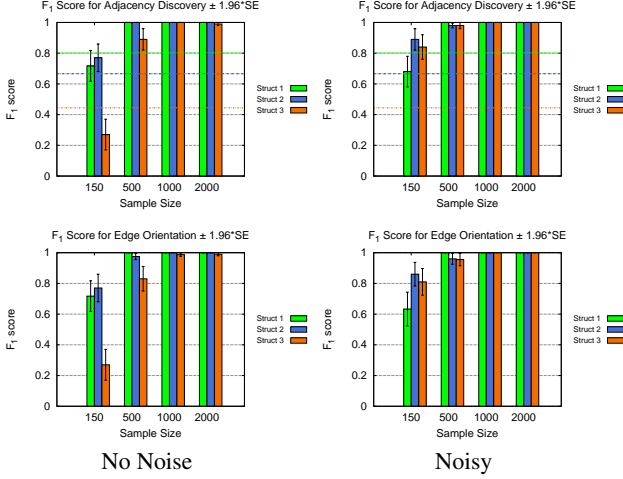 F1 Score for Adjacency Discovery ± 1.96*SE
1
0.8
0.6
0.4
0.2
0
F1 score
150 500 1000 2000
Sample Size
Struct 1
Struct 2
Struct 3
F1 Score for Adjacency Discovery ± 1.96*SE
1
0.8
0.6
0.4
0.2
0
F1 score
150 500 1000 2000
Sample Size
Struct 1
Struct 2
Struct 3
F1 Score for Edge Orientation ± 1.96*SE
1
0.8
0.6
0.4
0.2
0
F1 score
150 500 1000 2000
Sample Size
Struct 1
Struct 2
Struct 3
No Noise
F1 Score for Edge Orientation ± 1.96*SE
1
0.8
0.6
0.4
0.2
0
F1 score
150 500 1000 2000
Sample Size
Struct 1
Struct 2
Struct 3
Noisy